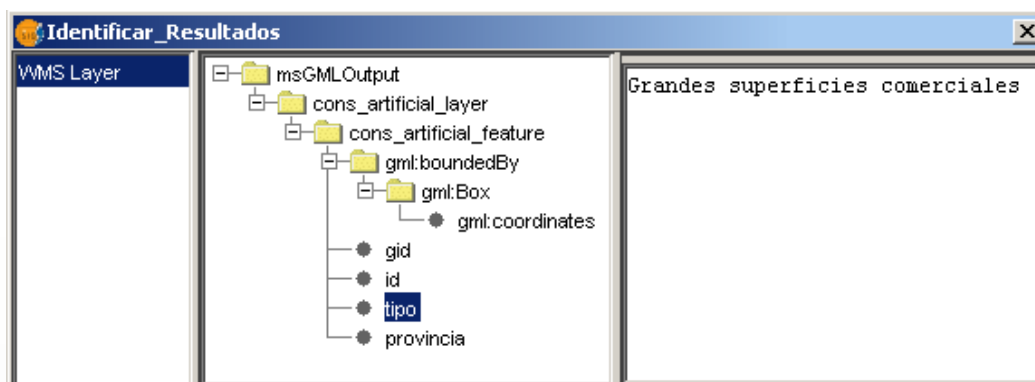 Identificar_Resultados
WMS Layer
msGMLOutput
cons_artificial_layer
cons_artificial_feature
gml:boundedBy
gml:Box
gml:coordinates
gid
id
tipo
provincia
Grandes superficies comerciales